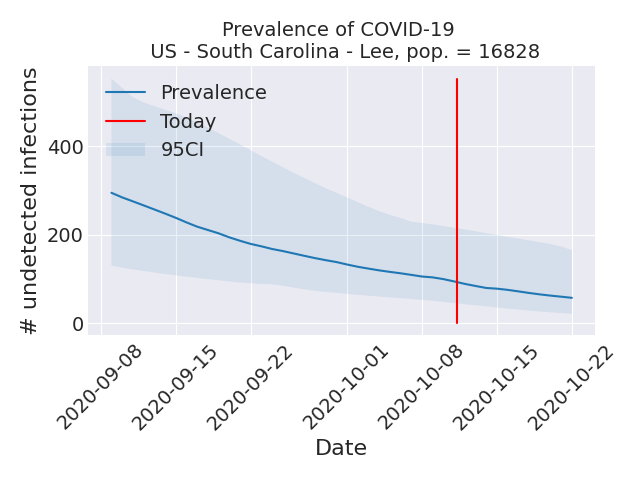 Prevalence of COVID-19
US - South Carolina - Lee, pop. = 16828
Prevalence
Today
95CI
# undetected infections
400
200
0
2020-09-08
2020-09-15
2020-09-22
2020-10-01
2020-10-08
2020-10-15
2020-10-22
Date